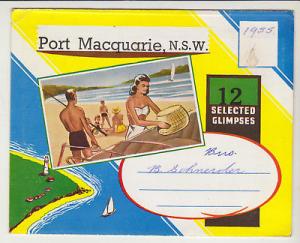 Port Macquarie, N.S.W.
1955
12
SELECTED
GLIMPSES
Bro.
B. Schneider